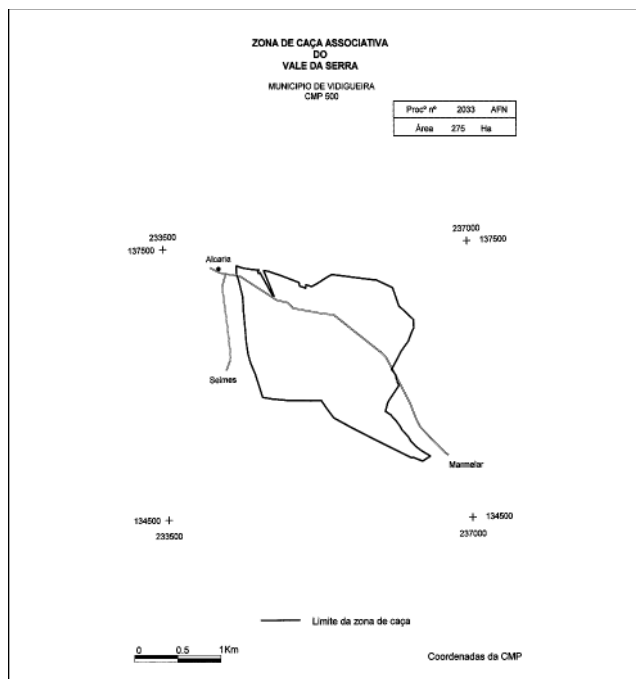 ZONA DE CAÇA ASSOCIATIVA
DO
VALE DA SERRA
MUNICIPIO DE VIDIGUEIRA
CMP 500
Procº nº 2033 AFN
Área 275 Ha
233500
137500
237000
137500
Alcaria
Selmes
Marmelar
134500
233500
134500
237000
Limite da zona de caça
0 0.5 1Km
Coordenadas da CMP